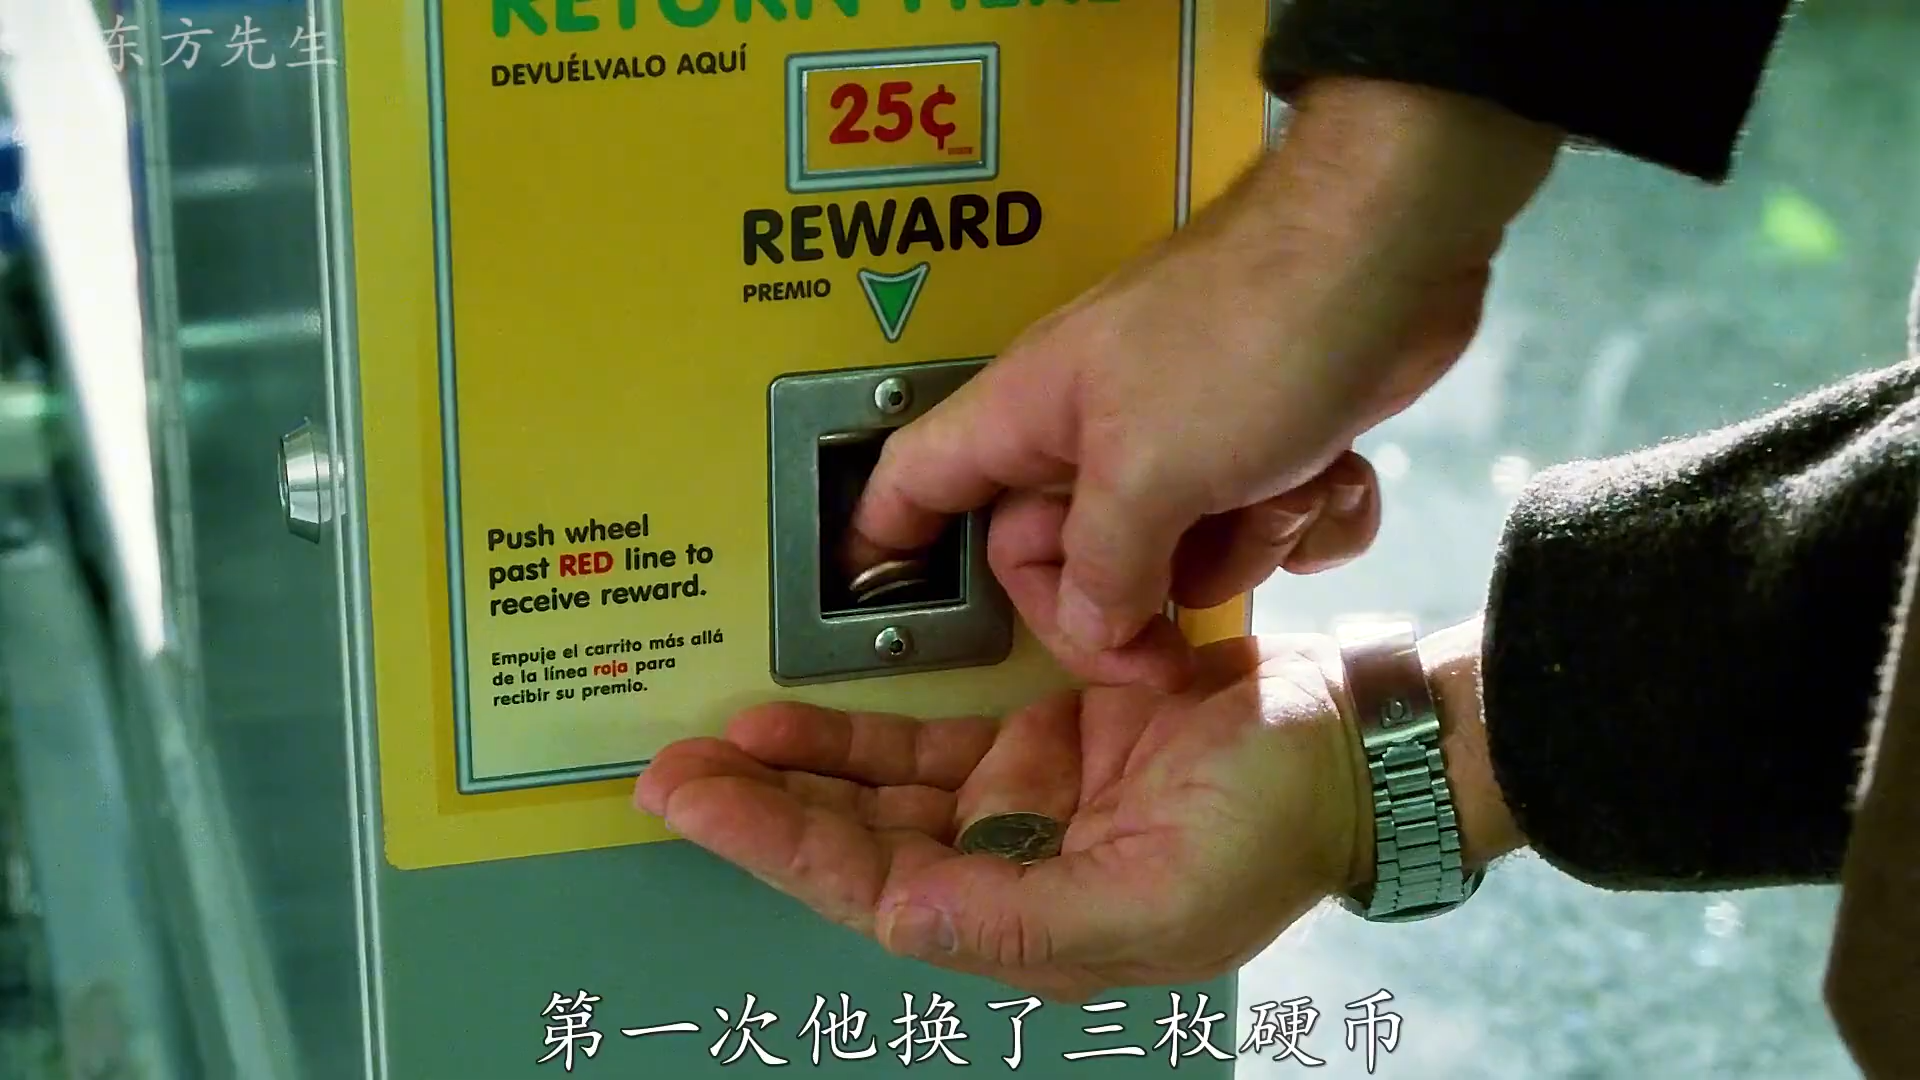 东方先生
RETURN HERE
DEVUÉLVALO AQUÍ
25¢
REWARD
PREMIO
Push wheel
past RED line to
receive reward.
Empuje el carrito más allá
de la línea roja para
recibir su premio.
第一次他换了三枚硬币